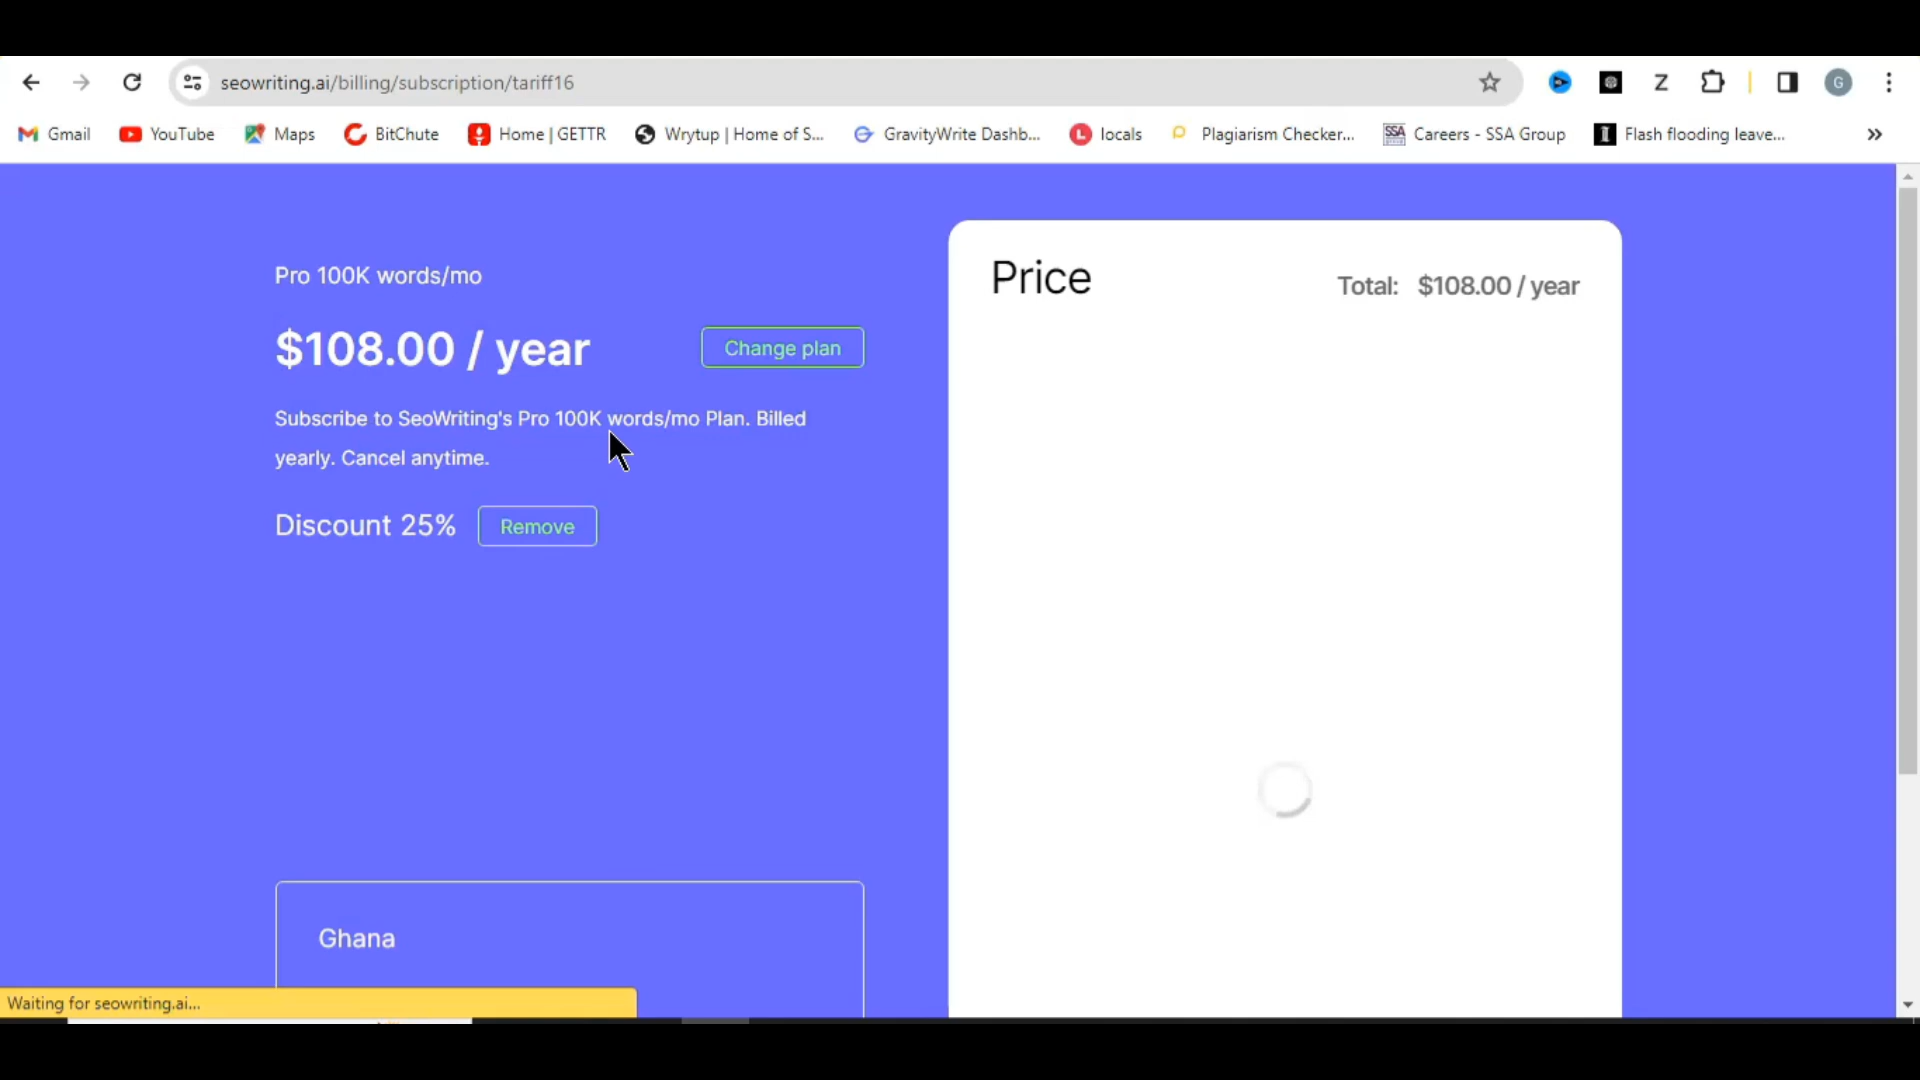 seowriting.ai/billing/subscription/tariff16
G
Gmail
YouTube
Maps
BitChute
Home | GETTR
Wrytup | Home of S...
GravityWrite Dashb...
locals
Plagiarism Checker...
SSA
Careers - SSA Group
Flash flooding leave...
Pro 100K words/mo
$108.00 / year
Change plan
Subscribe to SeoWriting's Pro 100K words/mo Plan. Billed
yearly. Cancel anytime.
Discount 25%
Remove
Price
Total: $108.00 / year
Ghana
Waiting for seowriting.ai...